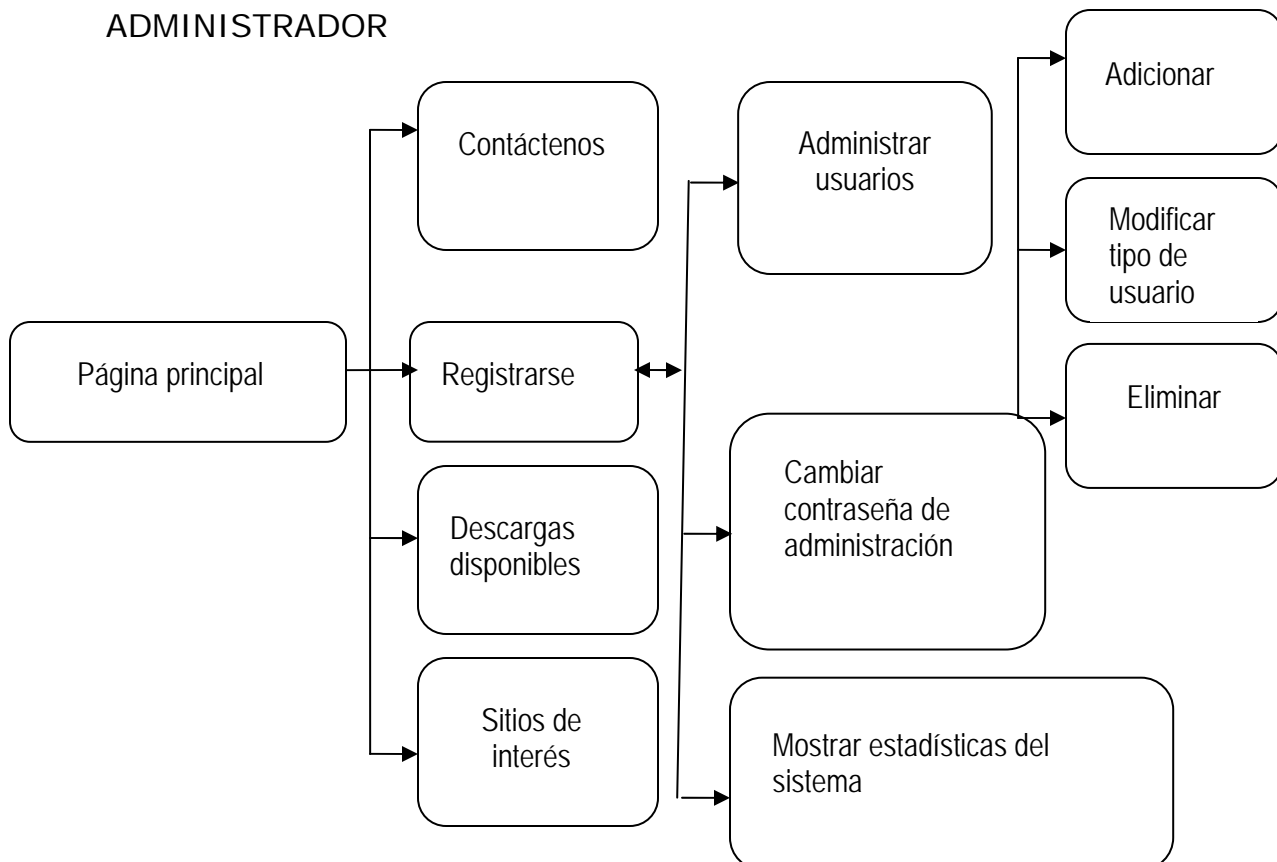 ADMINISTRADOR
Contáctenos
Administrar
usuarios
Adicionar
Modificar
tipo de
usuario
Eliminar
Página principal
Registrarse
Descargas
disponibles
Cambiar
contraseña de
administración
Sitios de
interés
Mostrar estadísticas del
sistema